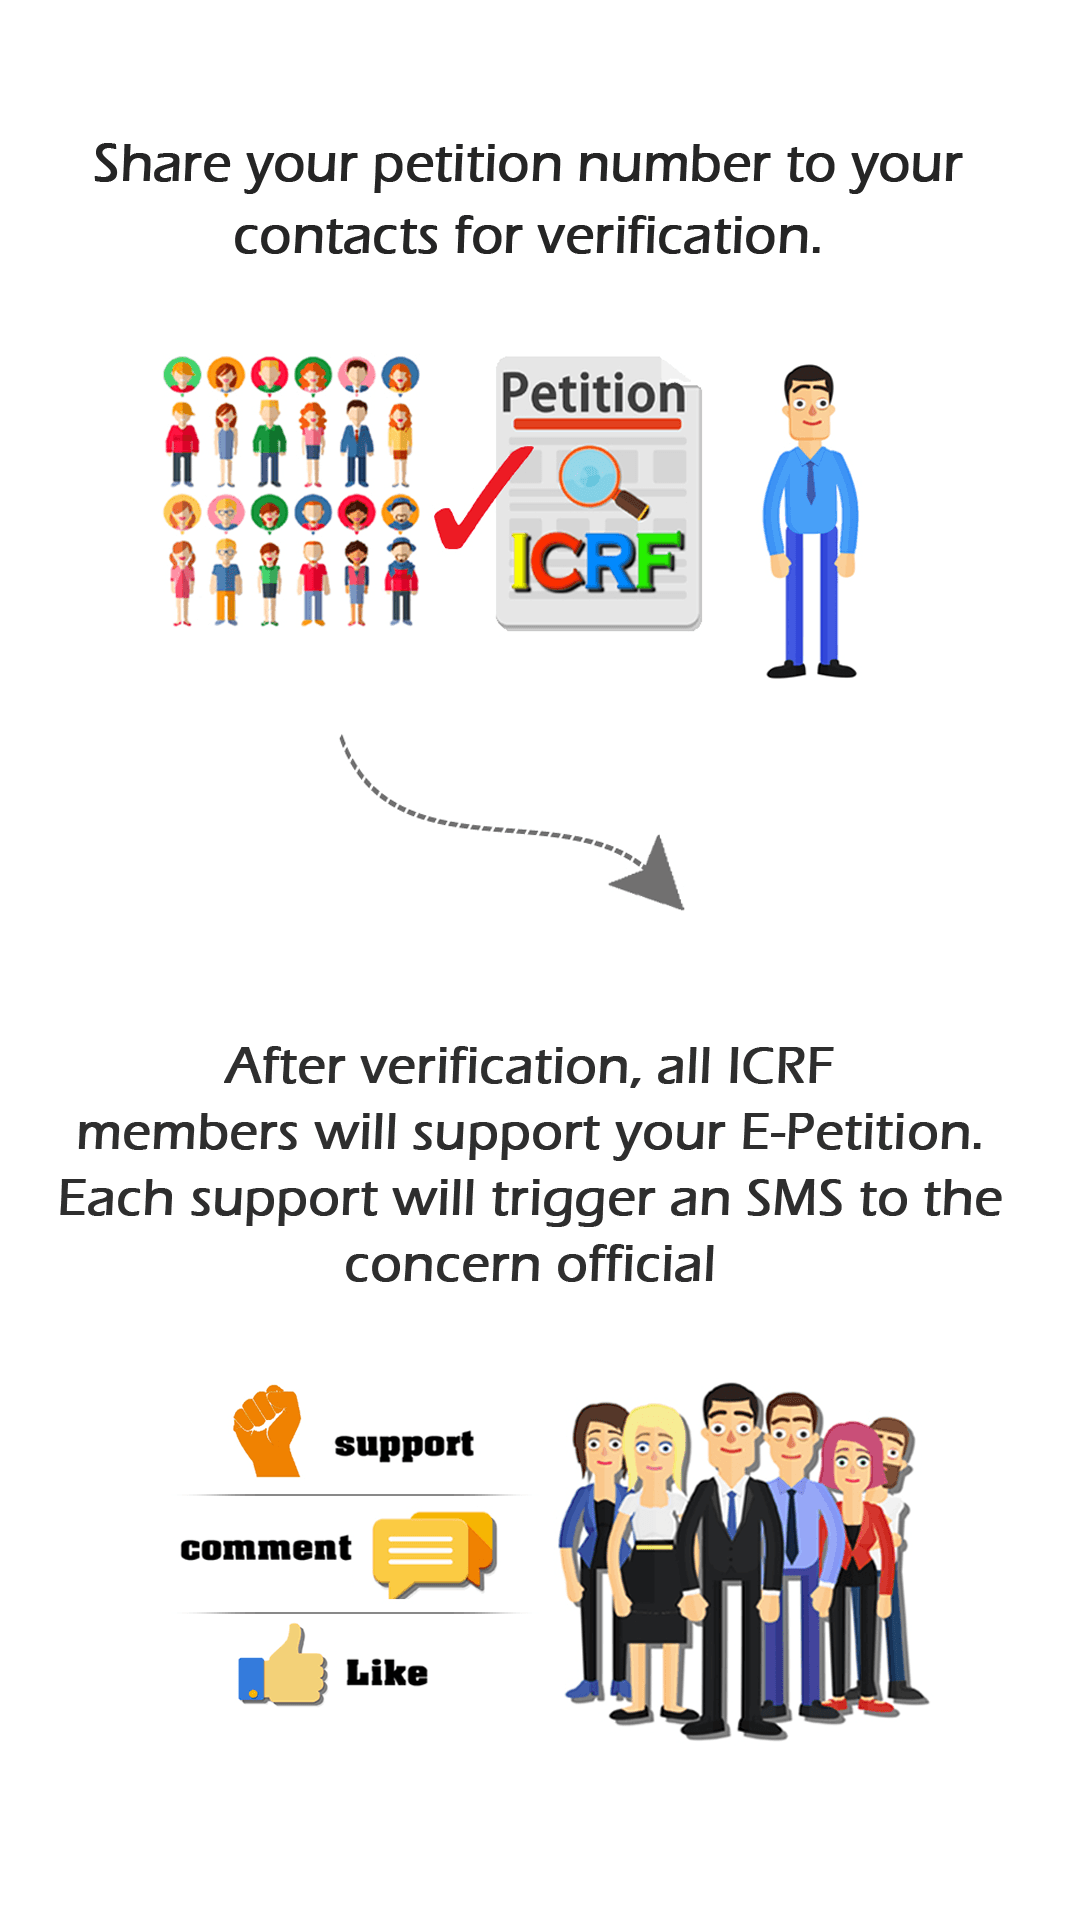 Share your petition number to your
contacts for verification.
Petition
ICRF
After verification, all ICRF
members will support your E-Petition.
Each support will trigger an SMS to the
concern official
support
comment
Like